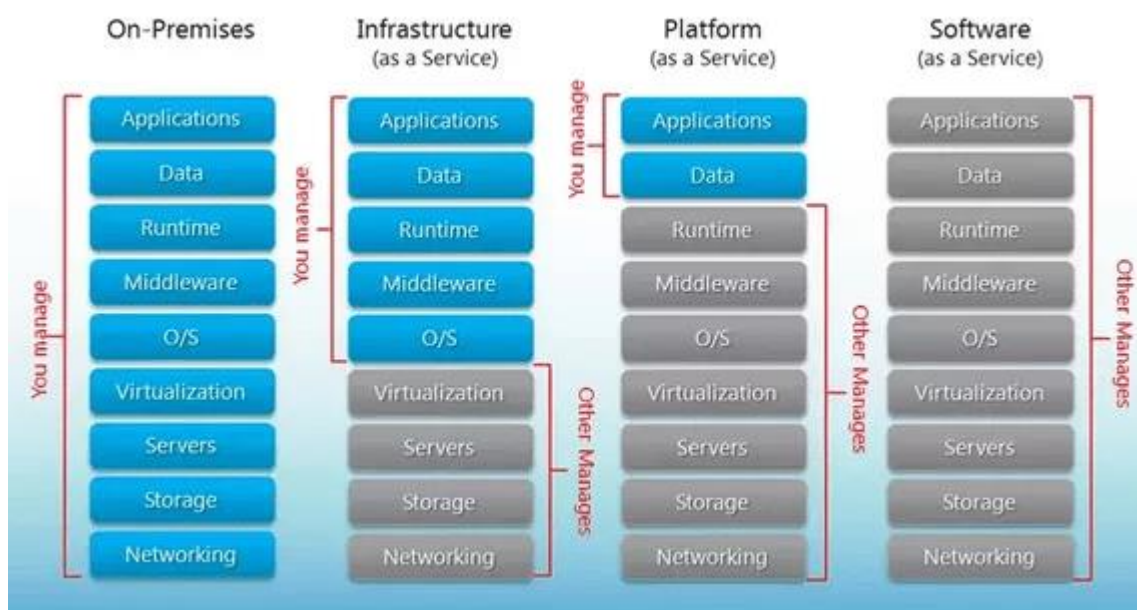 On-Premises
Infrastructure
(as a Service)
Platform
(as a Service)
Software
(as a Service)
You manage
Applications
Data
Runtime
Middleware
O/S
Virtualization
Servers
Storage
Networking
You manage
Applications
Data
Runtime
Middleware
O/S
Virtualization
Servers
Storage
Networking
Other Manages
You manage
Applications
Data
Runtime
Middleware
O/S
Virtualization
Servers
Storage
Networking
Other Manages
Applications
Data
Runtime
Middleware
O/S
Virtualization
Servers
Storage
Networking
Other Manages